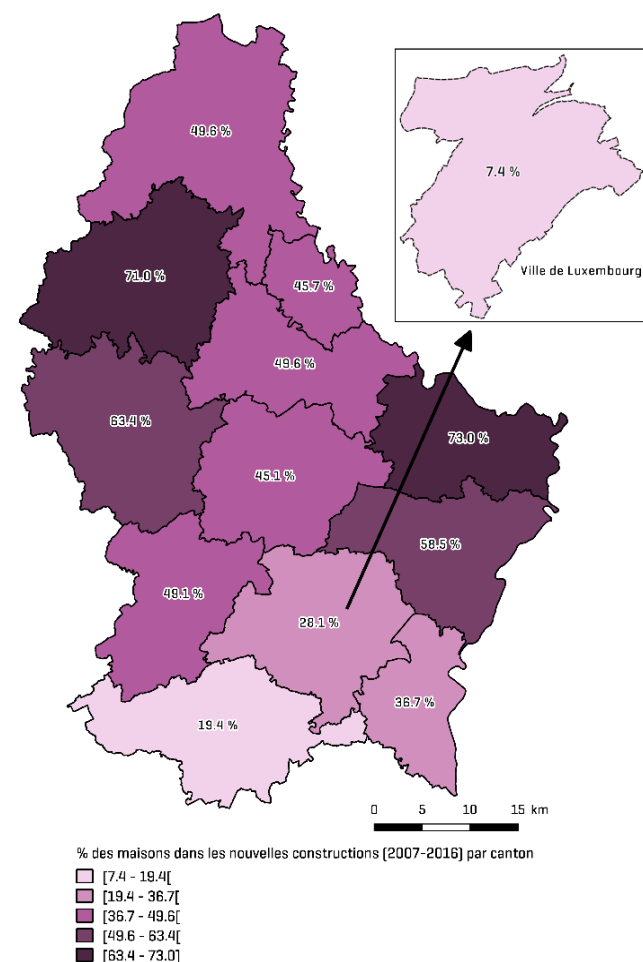 49.6 %
7.4 %
Ville de Luxembourg
71.0 %
45.7 %
49.6 %
63.4 %
73.0 %
45.1 %
58.5 %
49.1 %
28.1 %
36.7 %
19.4 %
0 5 10 15 km
% des maisons dans les nouvelles constructions (2007-2016) par canton
[7.4 - 19.4[
[19.4 - 36.7[
[36.7 - 49.6[
[49.6 - 63.4[
[63.4 - 73.0]